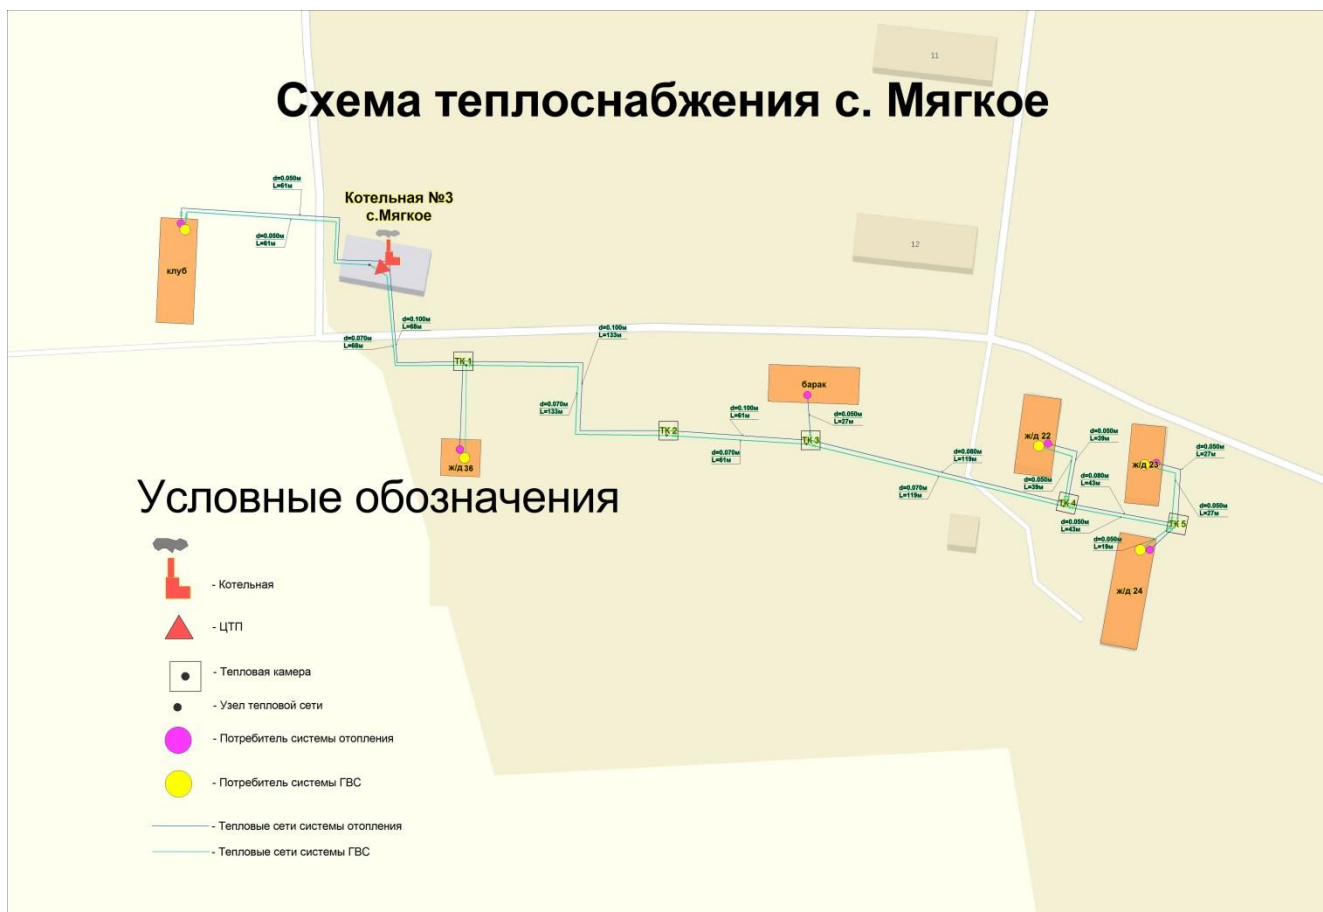 11
Схема теплоснабжения с. Мягкое
d=0.050м
L=61м
Котельная №3
с.Мягкое
d=0.050м
L=61м
12
клуб
d=0.100м
L=68м
d=0.070м
L=68м
d=0.100м
L=133м
ТК 1
барак
d=0.070м
L=133м
d=0.100м
L=61м
d=0.050м
L=27м
ТК 2
ТК 3
d=0.070м
L=61м
ж/д 36
ж/д 22
d=0.050м
L=39м
d=0.050м
L=27м
ж/д 23
d=0.080м
L=119м
d=0.070м
L=119м
d=0.050м
L=39м
d=0.080м
L=43м
ТК 4
d=0.050м
L=43м
d=0.050м
L=27м
ТК 5
d=0.050м
L=19м
ж/д 24
Условные обозначения
- Котельная
- ЦТП
- Тепловая камера
- Узел тепловой сети
- Потребитель системы отопления
- Потребитель системы ГВС
- Тепловые сети системы отопления
- Тепловые сети системы ГВС